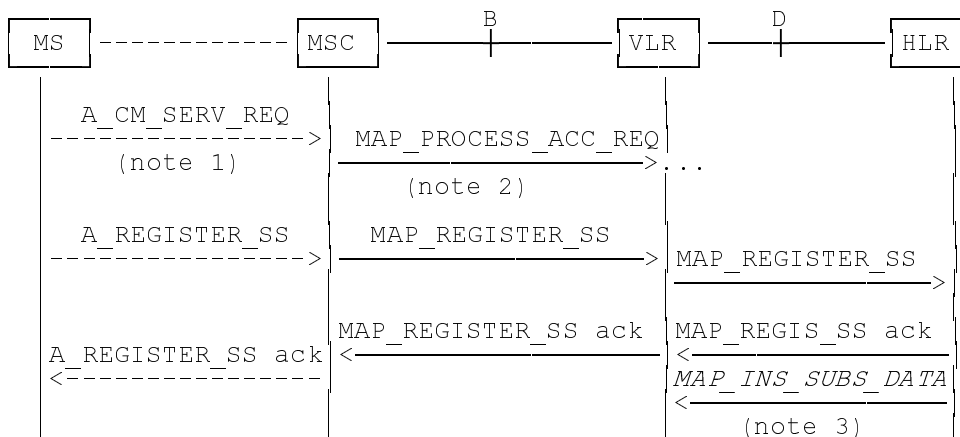 B D
MS MSC VLR HLR
A_CM_SERV_REQ
MAP_PROCESS_ACC_REQ
(note 1) ...
(note 2)
A_REGISTER_SS MAP_REGISTER_SS
MAP_REGISTER_SS
MAP_REGISTER_SS ack MAP_REGIS_SS ack
A_REGISTER_SS ack
MAP_INS_SUBS_DATA
(note 3)